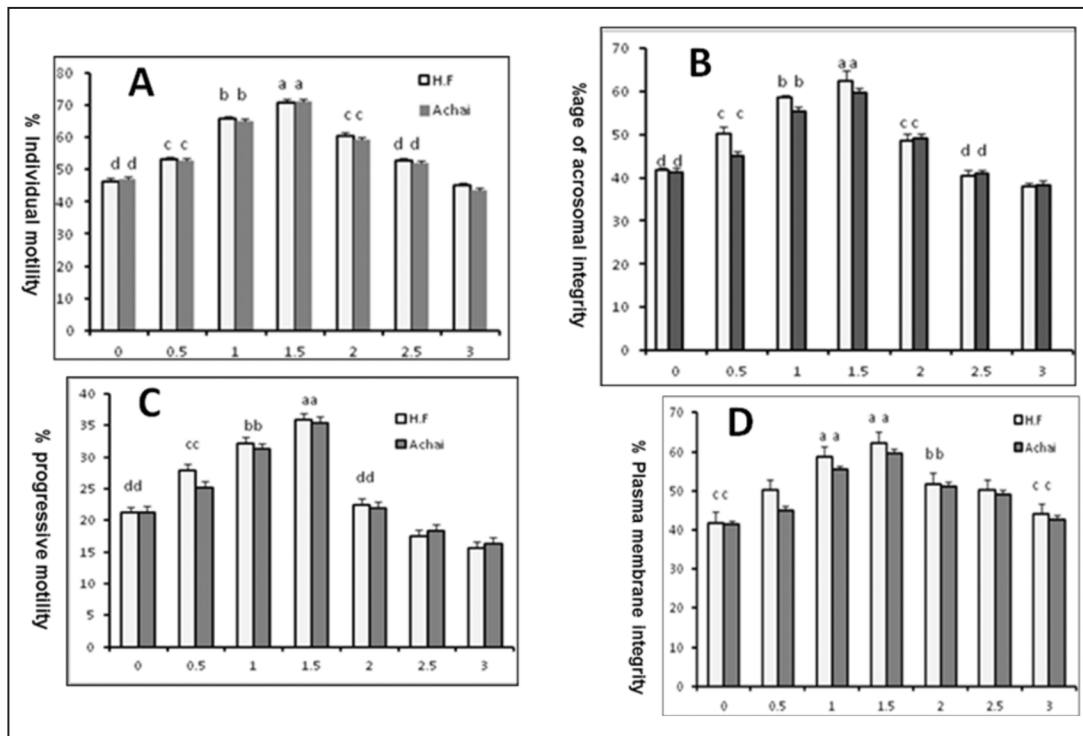 A
H.F
Achai
% Individual motility
80
70
60
50
40
30
20
10
0
d d
c c
b b
a a
c c
d d
0 0.5 1 1.5 2 2.5 3
B
%age of acrosomal integrity
70
60
50
40
30
20
10
0
d d
c c
b b
a a
c c
d d
0 0.5 1 1.5 2 2.5 3
C
H.F
Achai
% progressive motility
40
35
30
25
20
15
10
5
0
dd
cc
bb
aa
dd
0 0.5 1 1.5 2 2.5 3
D
H.F
Achai
% Plasma membrane integrity
70
60
50
40
30
20
10
0
c c
a a
a a
b b
c c
0 0.5 1 1.5 2 2.5 3